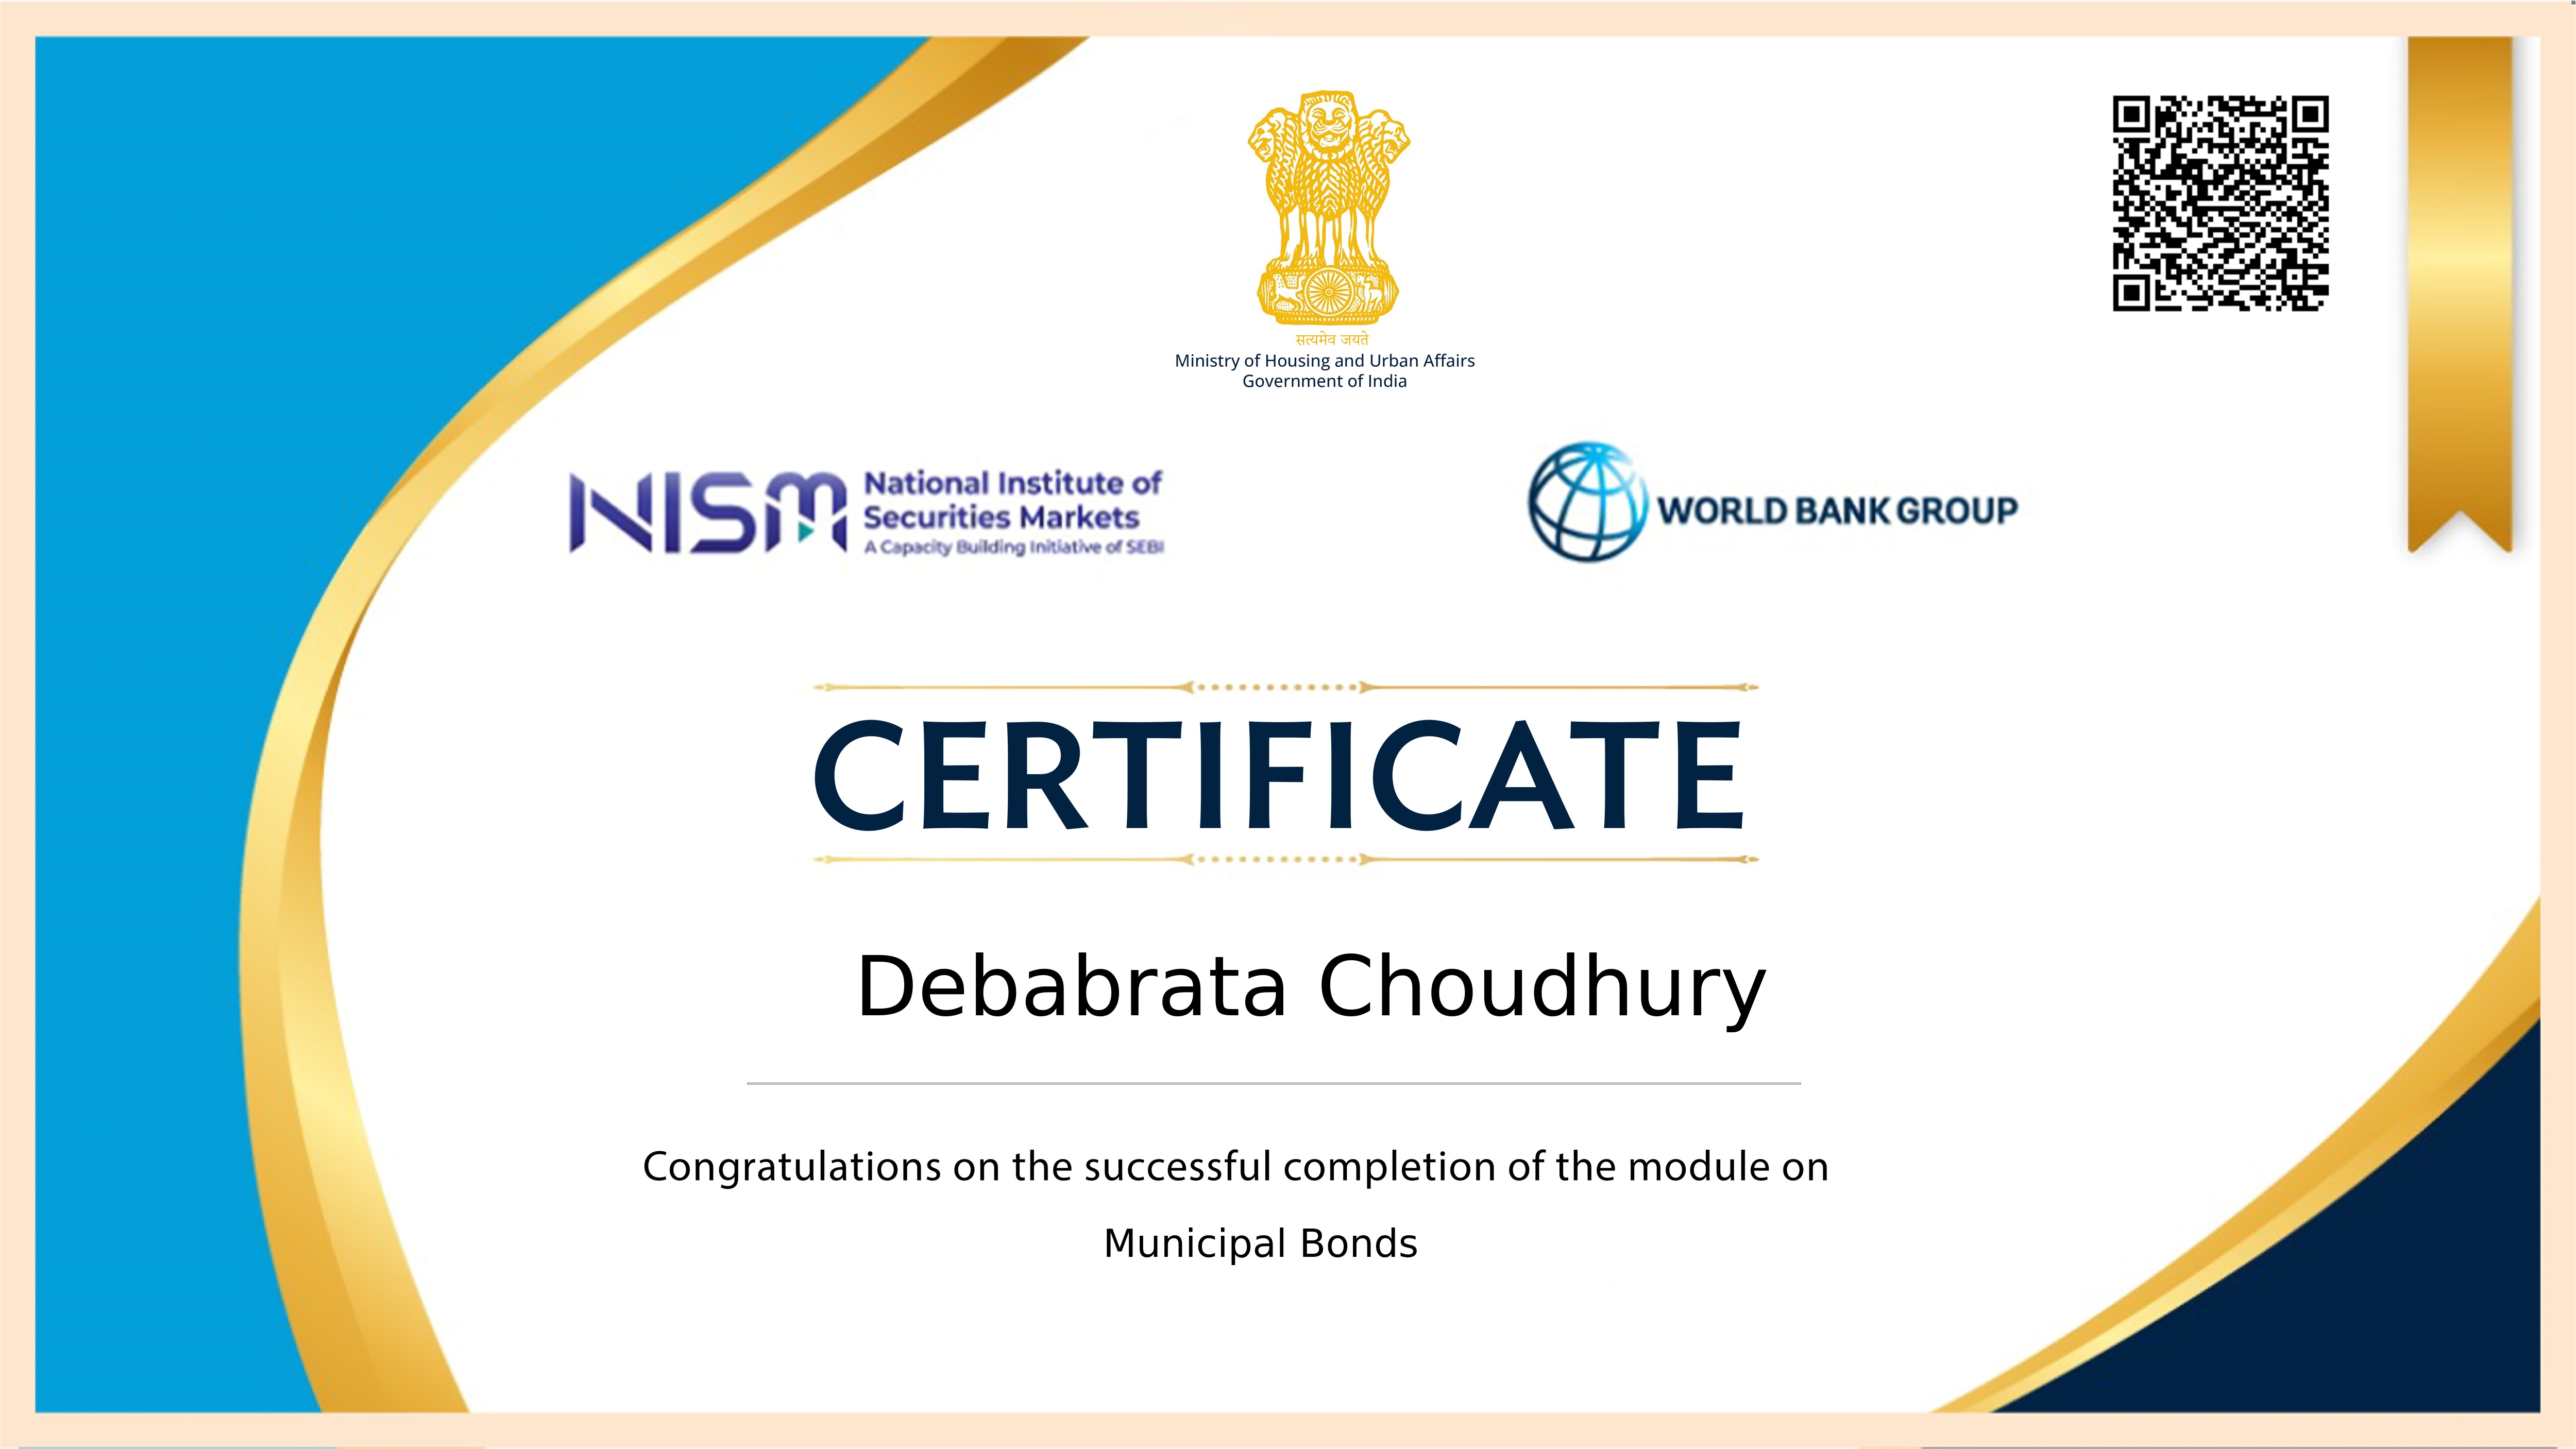 सत्यमेव जयते
Ministry of Housing and Urban Affairs
Government of India
NISM
National Institute of
Securities Markets
A Capacity Building Initiative of SEBI
WORLD BANK GROUP
CERTIFICATE
Debabrata Choudhury
Congratulations on the successful completion of the module on
Municipal Bonds